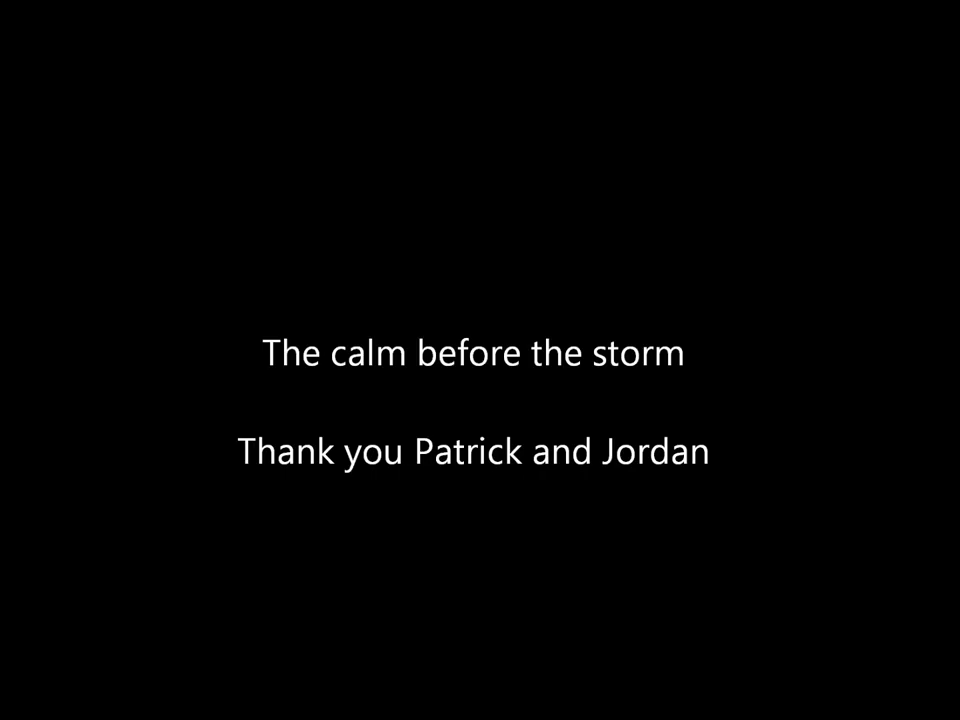 The calm before the storm
Thank you Patrick and Jordan